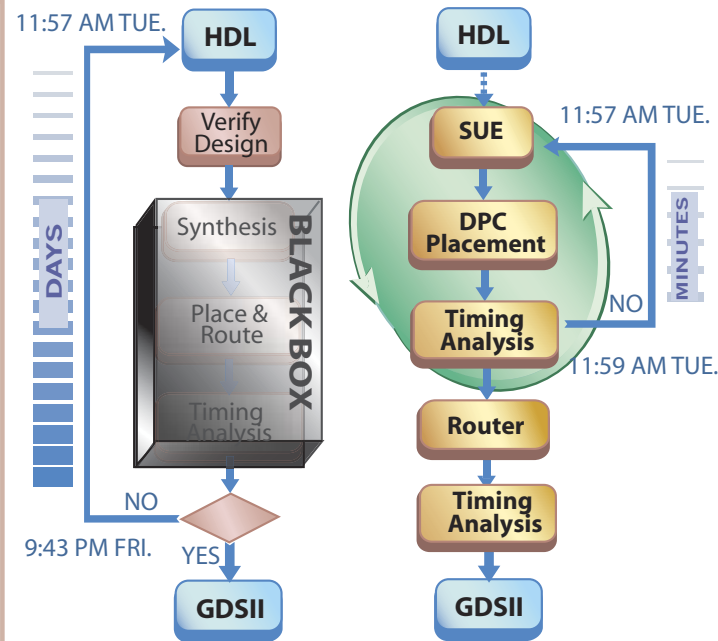 11:57 AM TUE.
HDL
Verify
Design
DAYS
BLACK BOX
Synthesis
Place &
Route
Timing
Analysis
NO
9:43 PM FRI.
YES
GDSII
HDL
11:57 AM TUE.
SUE
DPC
Placement
MINUTES
Timing
Analysis
NO
11:59 AM TUE.
Router
Timing
Analysis
GDSII